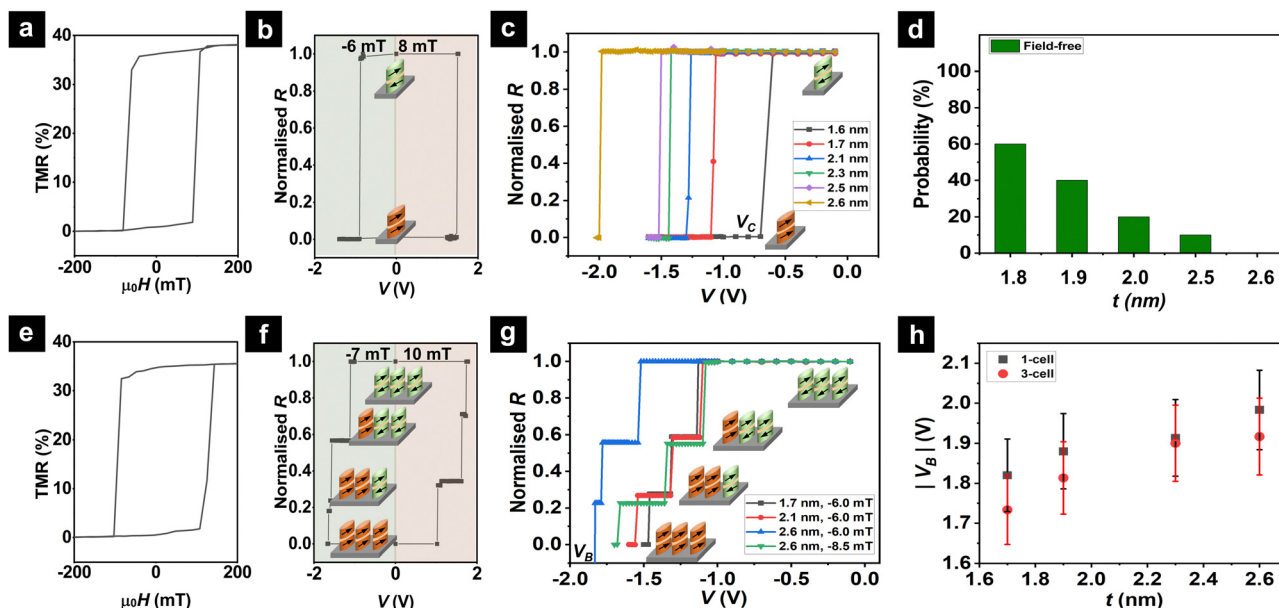 a
TMR (%)
40
30
20
10
0
-200
0
200
μ0H (mT)
b
Normalised R
-6 mT
8 mT
1.0
0.8
0.6
0.4
0.2
0.0
-2
0
2
V (V)
c
Normalised R
1.0
0.8
0.6
0.4
0.2
0.0
1.6 nm
1.7 nm
2.1 nm
2.3 nm
2.5 nm
2.6 nm
VC
-2.0
-1.5
-1.0
-0.5
0.0
V (V)
d
Probability (%)
Field-free
100
80
60
40
20
0
1.8
1.9
2.0
2.5
2.6
t (nm)
e
TMR (%)
40
30
20
10
0
-200
0
200
μ0H (mT)
f
Normalised R
-7 mT
10 mT
1.0
0.8
0.6
0.4
0.2
0.0
-2
0
2
V (V)
g
Normalised R
1.0
0.8
0.6
0.4
0.2
0.0
1.7 nm, -6.0 mT
2.1 nm, -6.0 mT
2.6 nm, -6.0 mT
2.6 nm, -8.5 mT
VB
-2.0
-1.5
-1.0
-0.5
0.0
V (V)
h
| VB | (V)
1-cell
3-cell
2.1
2.0
1.9
1.8
1.7
1.6
1.6
1.8
2.0
2.2
2.4
2.6
t (nm)